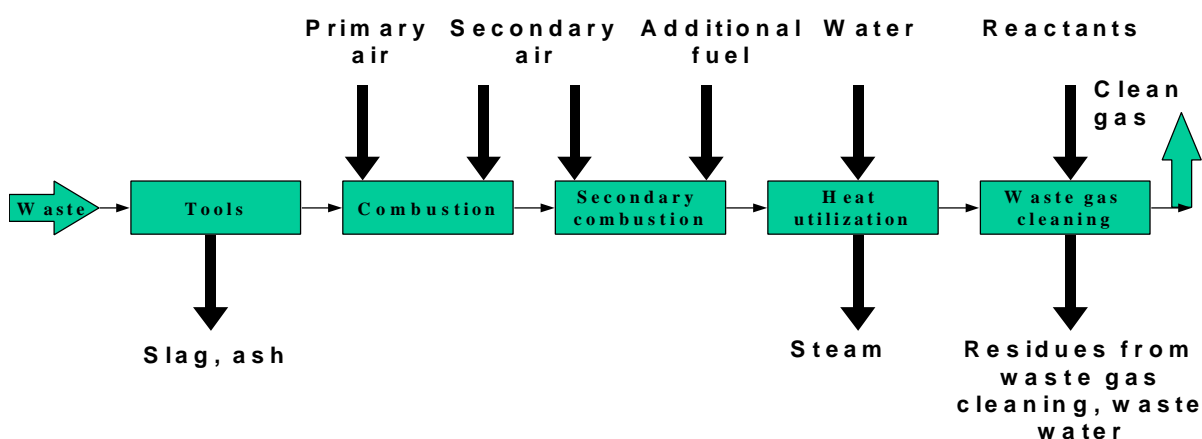 Primary
air
Secondary
air
Additional
fuel
Water
Reactants
Clean
gas
Waste
Tools
Combustion
Secondary
combustion
Heat
utilization
Waste gas
cleaning
Slag, ash
Steam
Residues from
waste gas
cleaning, waste
water